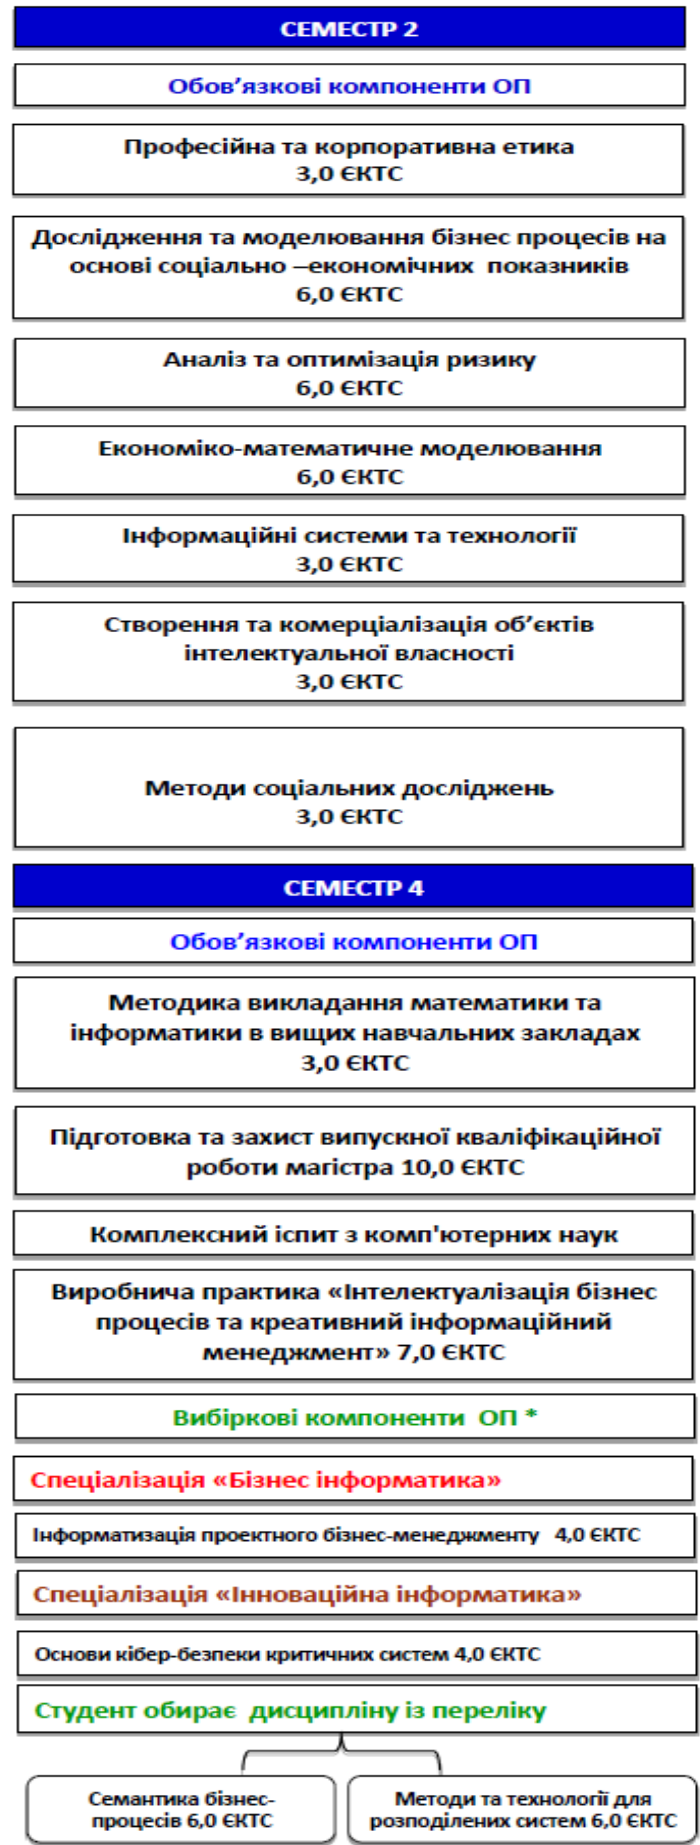 СЕМЕСТР 2
Обов’язкові компоненти ОП
Професійна та корпоративна етика
3,0 ЄКТС
Дослідження та моделювання бізнес процесів на
основі соціально –економічних показників
6,0 ЄКТС
Аналіз та оптимізація ризику
6,0 ЄКТС
Економіко-математичне моделювання
6,0 ЄКТС
Інформаційні системи та технології
3,0 ЄКТС
Створення та комерціалізація об’єктів
інтелектуальної власності
3,0 ЄКТС
Методи соціальних досліджень
3,0 ЄКТС
СЕМЕСТР 4
Обов’язкові компоненти ОП
Методика викладання математики та
інформатики в вищих навчальних закладах
3,0 ЄКТС
Підготовка та захист випускної кваліфікаційної
роботи магістра 10,0 ЄКТС
Комплексний іспит з комп'ютерних наук
Виробнича практика «Інтелектуалізація бізнес
процесів та креативний інформаційний
менеджмент» 7,0 ЄКТС
Вибіркові компоненти ОП *
Спеціалізація «Бізнес інформатика»
Інформатизація проектного бізнес-менеджменту 4,0 ЄКТС
Спеціалізація «Інноваційна інформатика»
Основи кібер-безпеки критичних систем 4,0 ЄКТС
Студент обирає дисципліну із переліку
Семантика бізнес-
процесів 6,0 ЄКТС
Методи та технології для
розподілених систем 6,0 ЄКТС